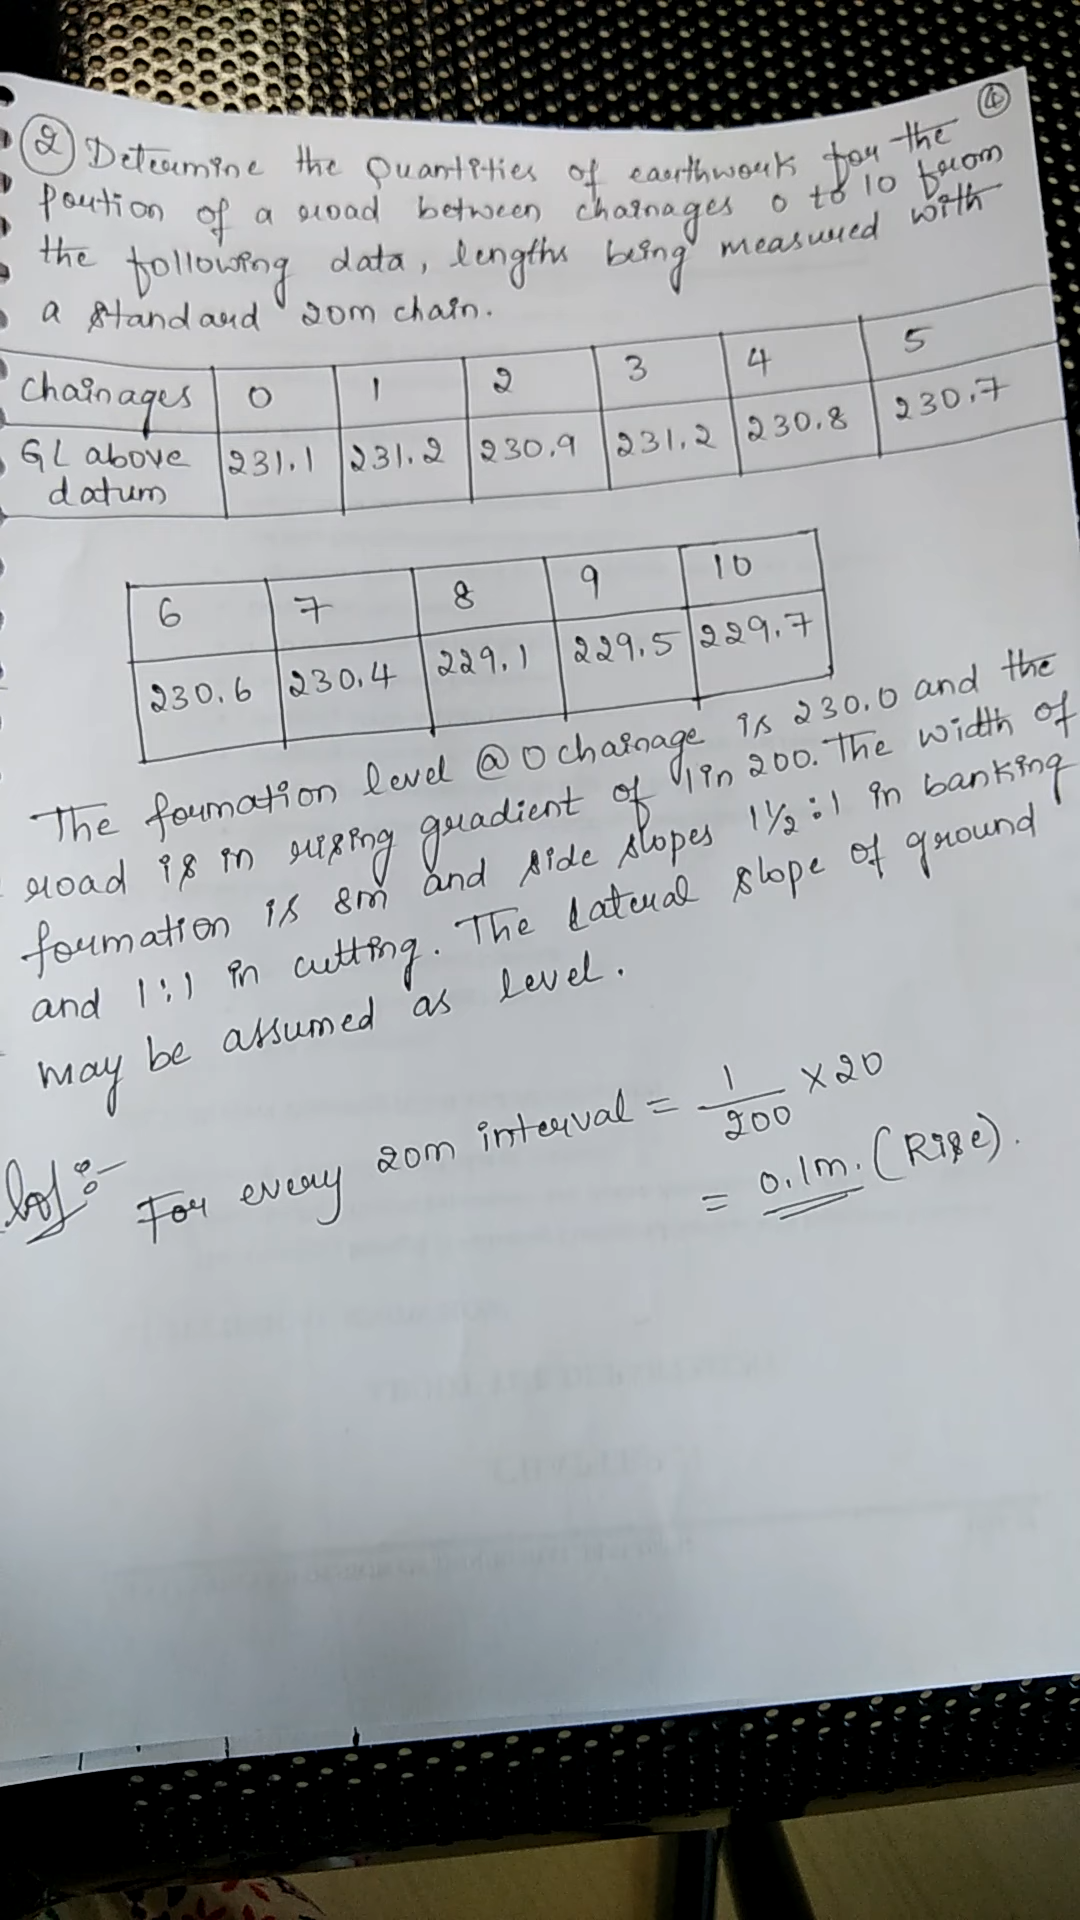 ④
② Determine the quantities of earthwork for the
portion of a road between chainages 0 to 10 from
the following data, lengths being measured with
a standard 20m chain.
Chainages 0 1 2 3 4 5
GL above datum 231.1 231.2 230.9 231.2 230.8 230.7
6 7 8 9 10
230.6 230.4 229.1 229.5 229.7
The formation level @ 0 chainage is 230.0 and the
road is in rising gradient of 1 in 200. The width of
formation is 8m and side slopes 1½:1 in banking
and 1:1 in cutting. The lateral slope of ground
may be assumed as level.
Sol:- For every 20m interval = 1/200 × 20
= 0.1m. (Rise).